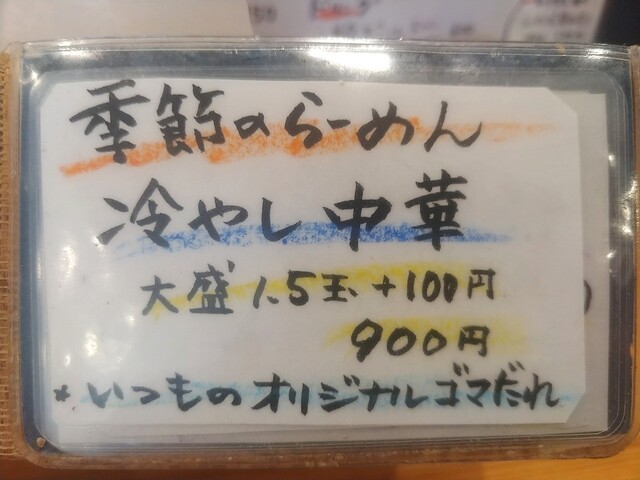 季節のらーめん
冷やし中華
大盛 1.5玉 +100円
900円
*いつものオリジナルゴマだれ